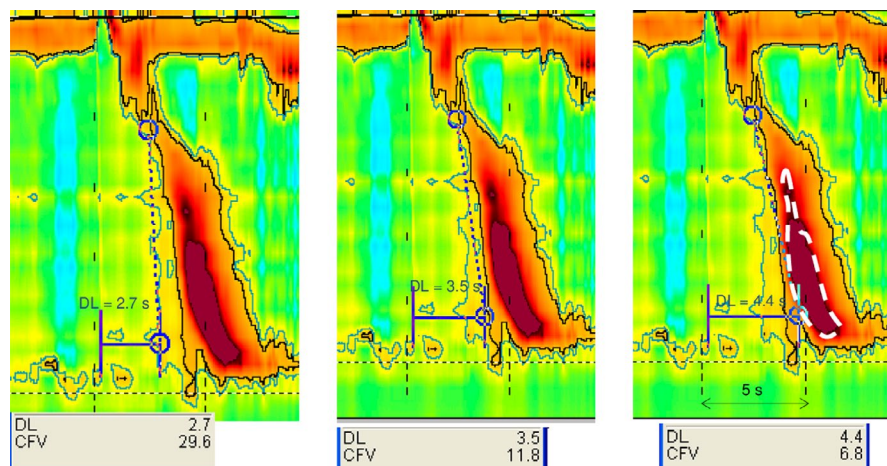 DL = 2.7 s
DL 2.7
CFV 29.6
DL = 3.5 s
DL 3.5
CFV 11.8
DL = 4.4 s
5 s
DL 4.4
CFV 6.8